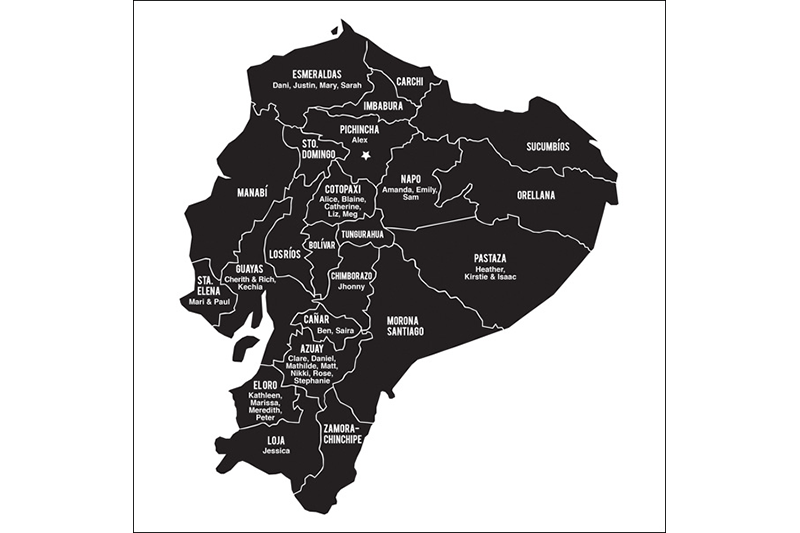 ESMERALDAS
Dani, Justin, Mary, Sarah
CARCHI
IMBABURA
PICHINCHA
Alex
STO.
DOMINGO
SUCUMBÍOS
NAPO
Amanda, Emily,
Sam
ORELLANA
MANABÍ
COTOPAXI
Alice, Blaine,
Catherine,
Liz, Meg
TUNGURAHUA
BOLÍVAR
LOS RÍOS
PASTAZA
Heather,
Kirstie & Isaac
GUAYAS
Cherith & Rich,
Kechia
STA.
ELENA
Mari & Paul
CHIMBORAZO
Jhonny
CAÑAR
Ben, Saira
MORONA
SANTIAGO
AZUAY
Clare, Daniel,
Mathilde, Matt,
Nikki, Rose,
Stephanie
EL ORO
Kathleen,
Marissa,
Meredith,
Peter
ZAMORA-
CHINCHIPE
LOJA
Jessica